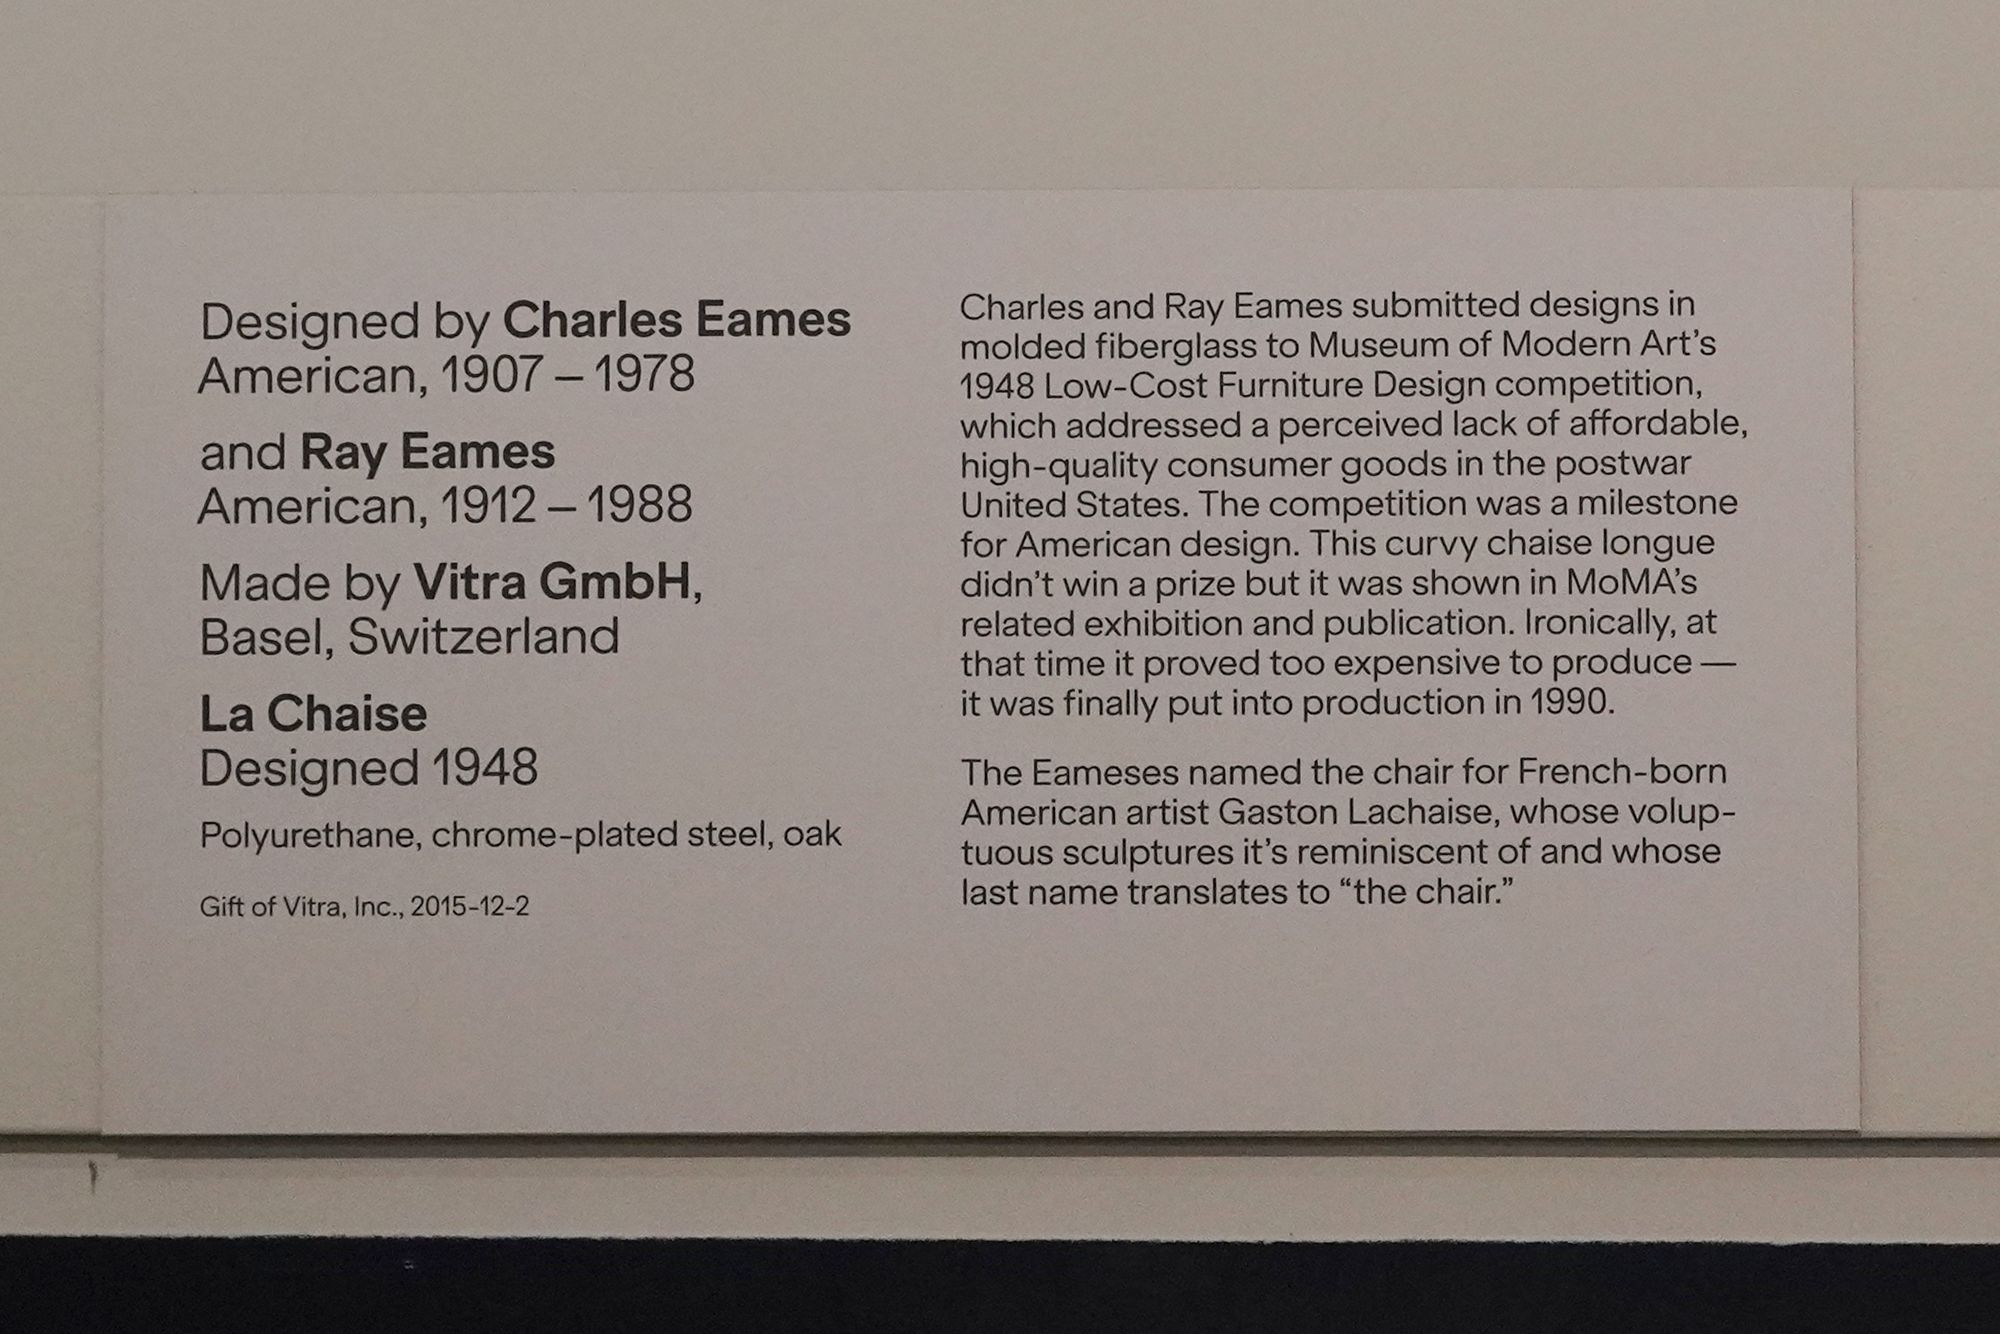 Designed by Charles Eames
American, 1907 – 1978
and Ray Eames
American, 1912 – 1988
Made by Vitra GmbH,
Basel, Switzerland
La Chaise
Designed 1948
Polyurethane, chrome-plated steel, oak
Gift of Vitra, Inc., 2015-12-2
Charles and Ray Eames submitted designs in
molded fiberglass to Museum of Modern Art’s
1948 Low-Cost Furniture Design competition,
which addressed a perceived lack of affordable,
high-quality consumer goods in the postwar
United States. The competition was a milestone
for American design. This curvy chaise longue
didn’t win a prize but it was shown in MoMA’s
related exhibition and publication. Ironically, at
that time it proved too expensive to produce —
it was finally put into production in 1990.
The Eameses named the chair for French-born
American artist Gaston Lachaise, whose volup-
tuous sculptures it’s reminiscent of and whose
last name translates to “the chair.”